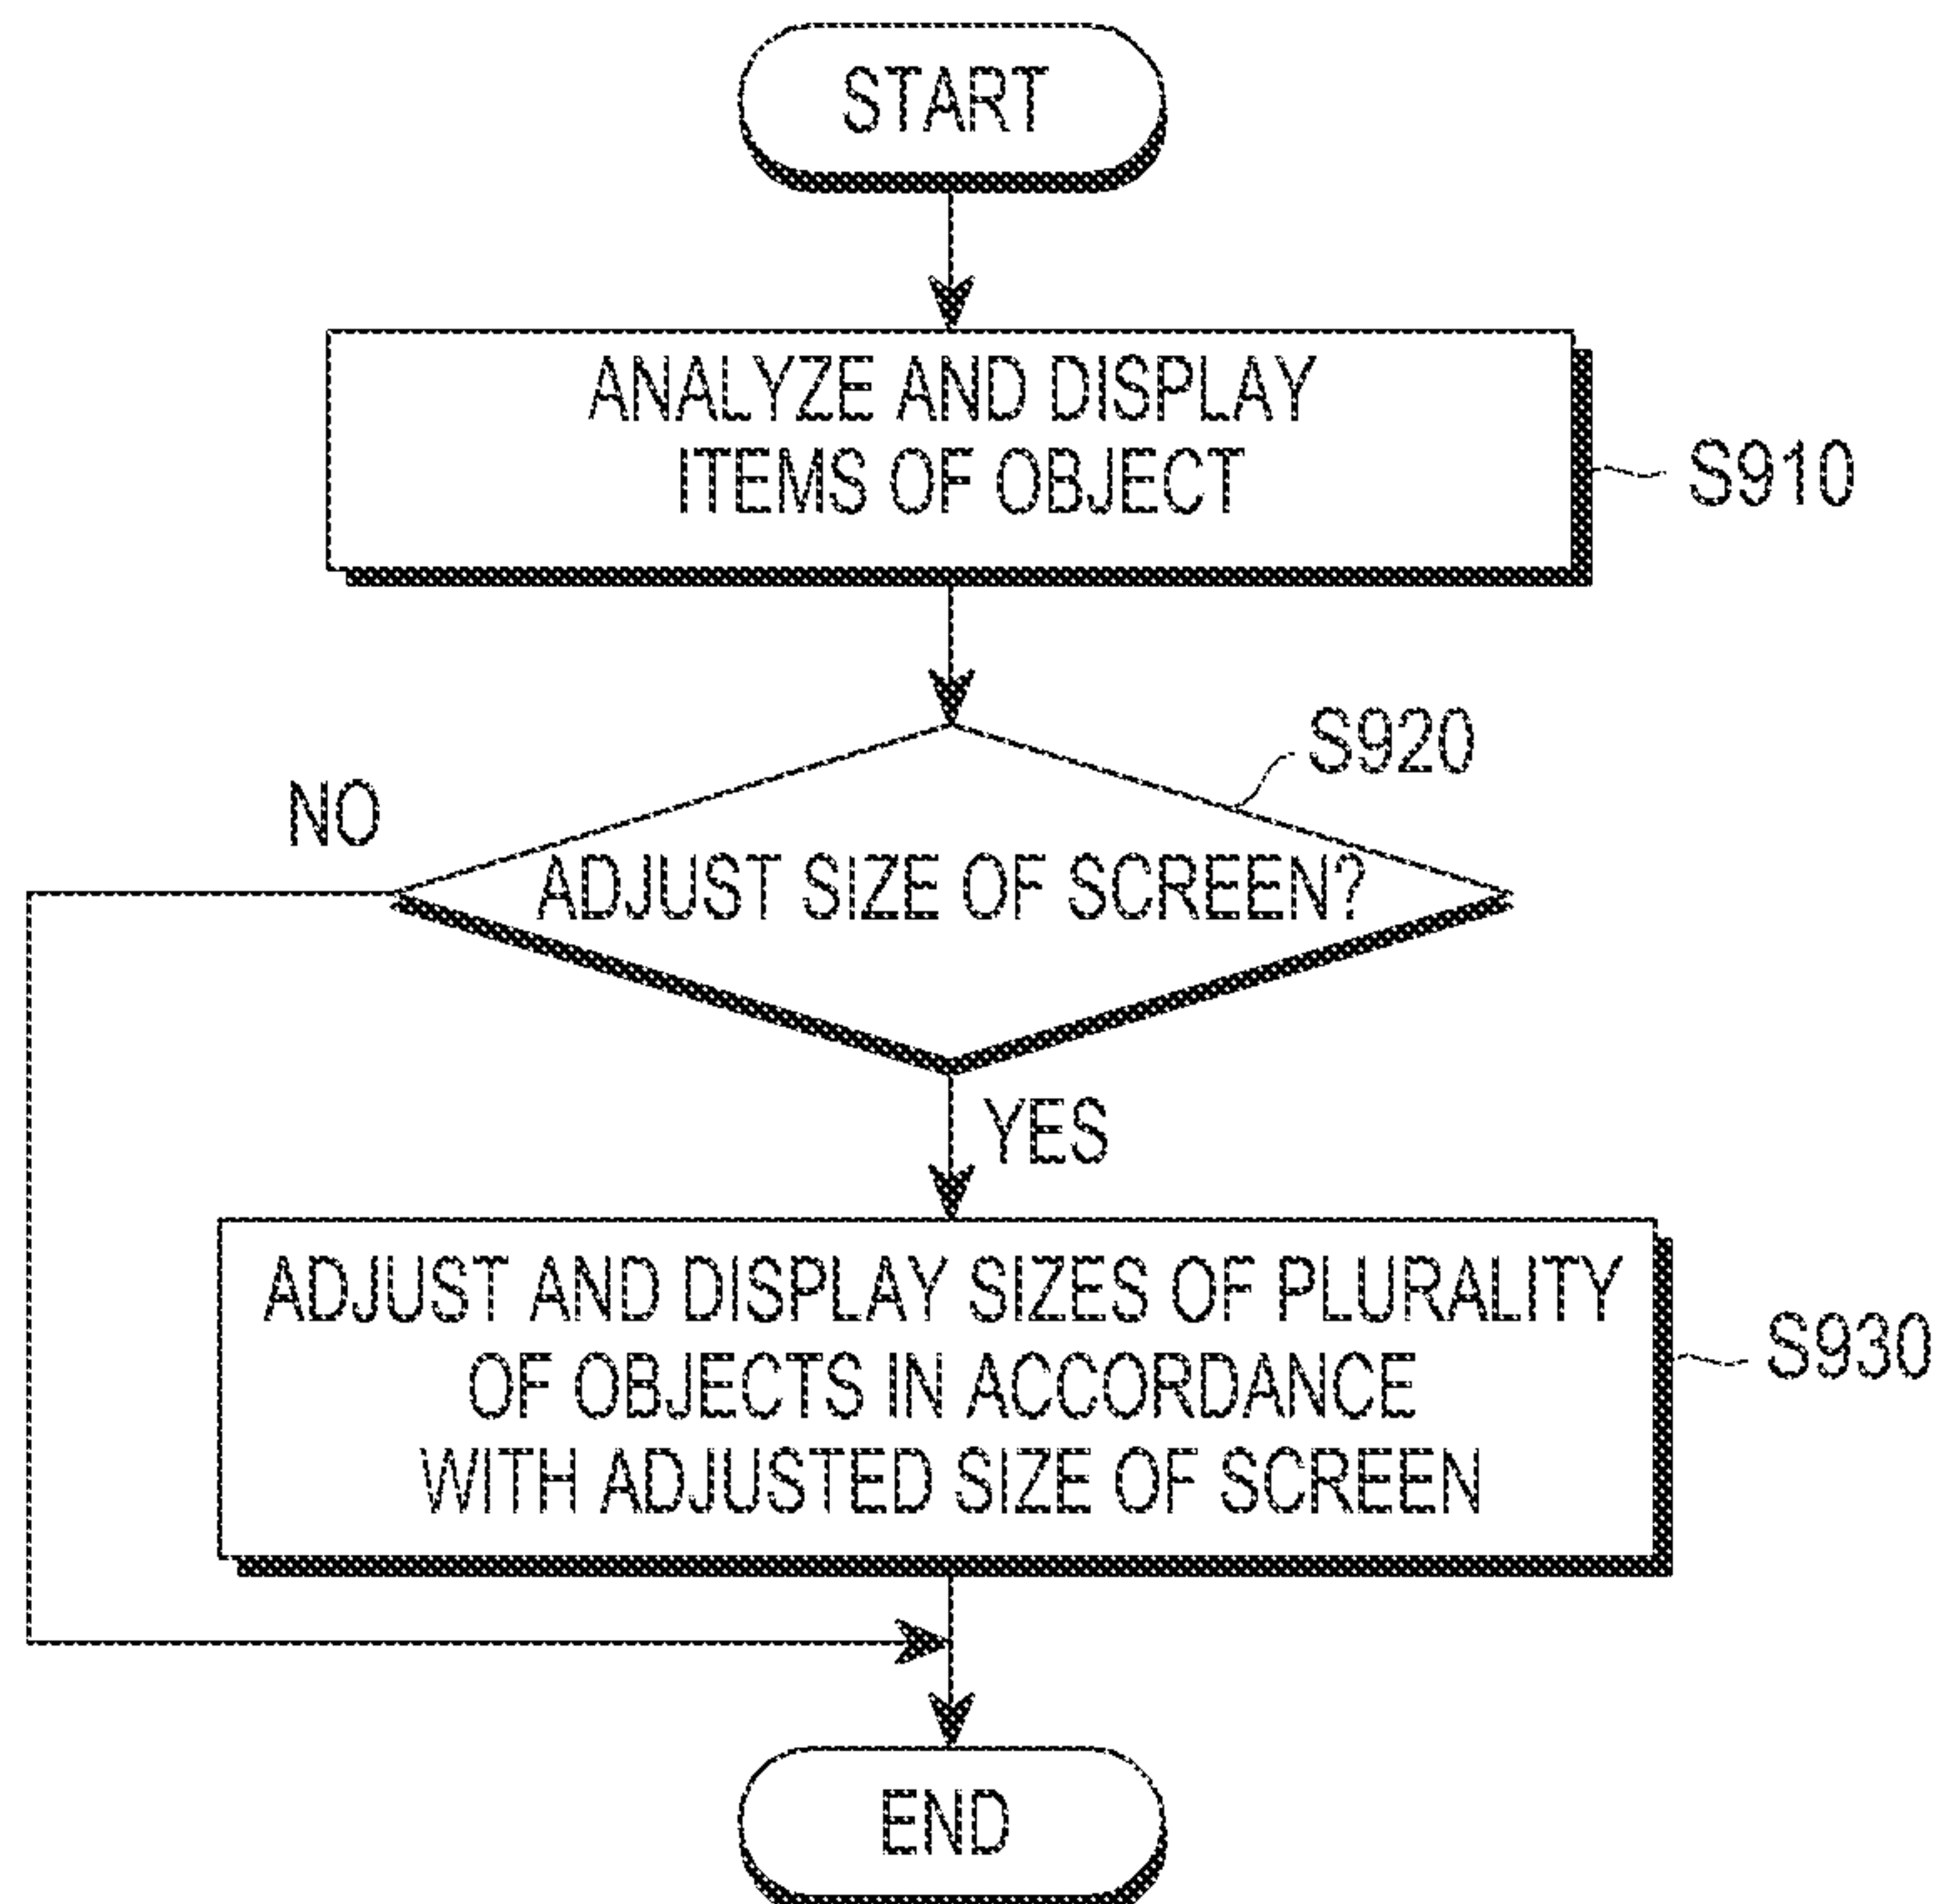 START
ANALYZE AND DISPLAY
ITEMS OF OBJECT
S910
S920
NO
ADJUST SIZE OF SCREEN?
YES
ADJUST AND DISPLAY SIZES OF PLURALITY
OF OBJECTS IN ACCORDANCE
WITH ADJUSTED SIZE OF SCREEN
S930
END